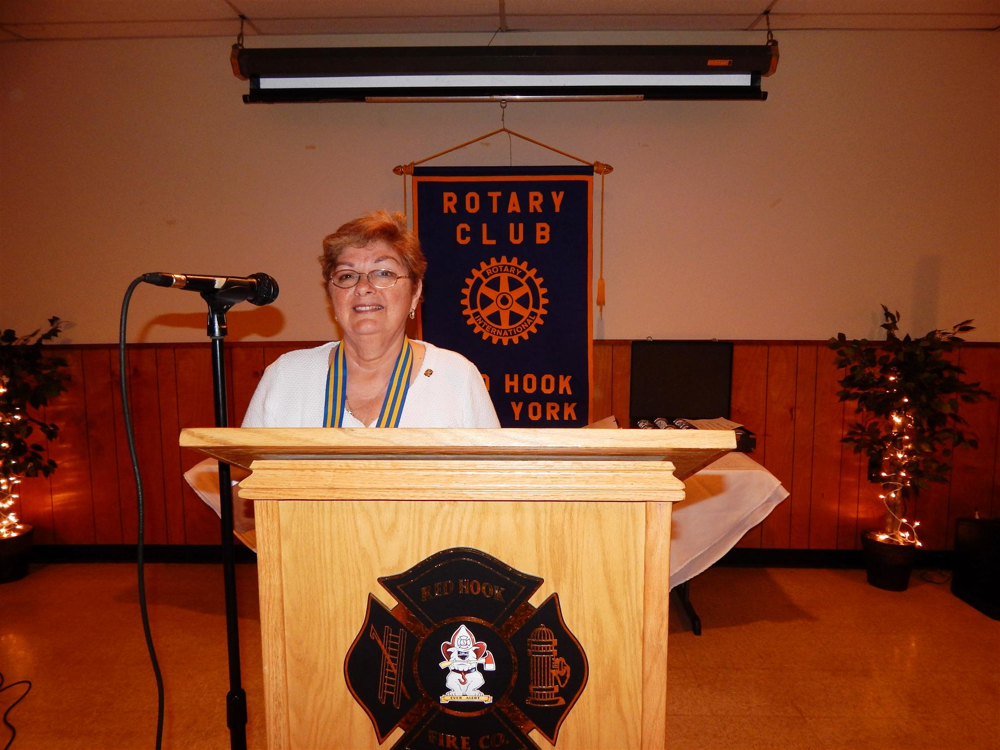 ROTARY
CLUB
ROTARY
INTERNATIONAL
HOOK
YORK
RED HOOK
EVER ALERT
FIRE CO.